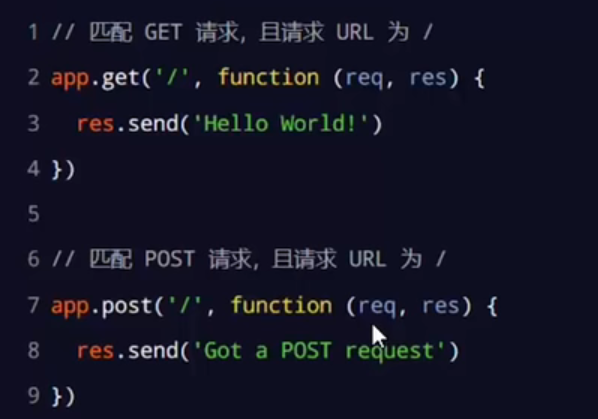 1 // 匹配 GET 请求, 且请求 URL 为 /
2 app.get('/', function (req, res) {
3   res.send('Hello World!')
4 })
5
6 // 匹配 POST 请求, 且请求 URL 为 /
7 app.post('/', function (req, res) {
8   res.send('Got a POST request')
9 })